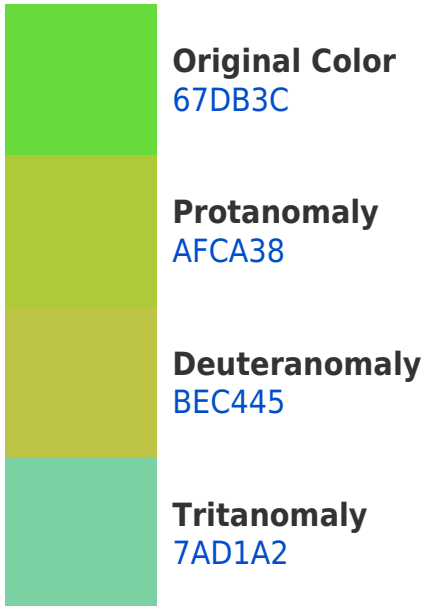 Original Color
67DB3C
Protanomaly
AFCA38
Deuteranomaly
BEC445
Tritanomaly
7AD1A2